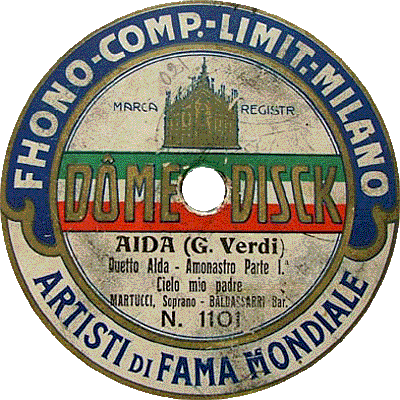 FHONO-COMP.-LIMIT.-MILANO
MARCA REGISTR
DÔME DISCK
AIDA (G. Verdi)
Duetto Aida - Amonastro Parte I.ª
Cielo mio padre
MARTUCCI, Soprano - BALDASSARRI Bar.
N. 1101
ARTISTI DI FAMA MONDIALE